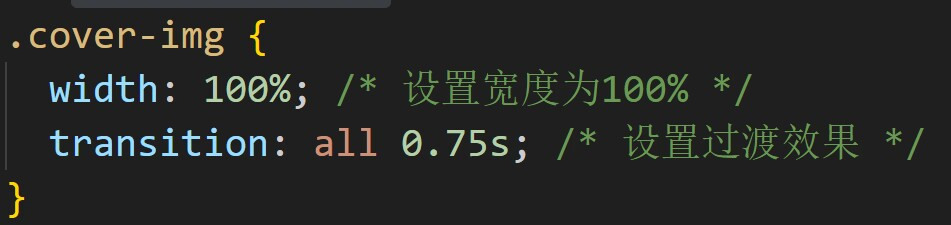 .cover-img {
  width: 100%; /* 设置宽度为100% */
  transition: all 0.75s; /* 设置过渡效果 */
}